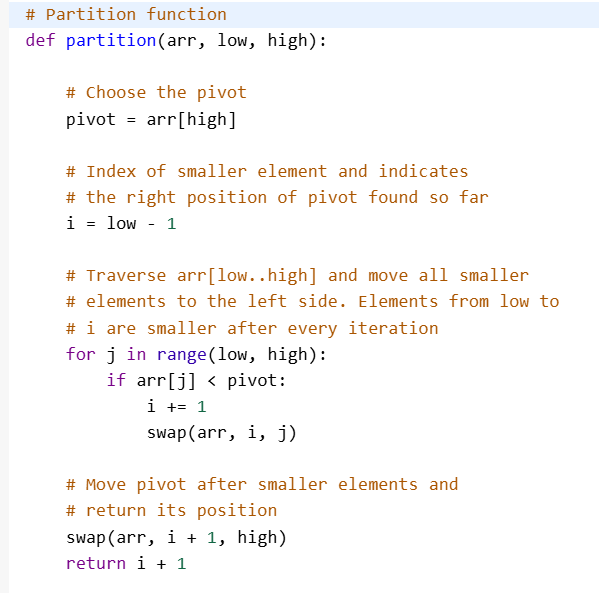 # Partition function
def partition(arr, low, high):
    # Choose the pivot
    pivot = arr[high]
    # Index of smaller element and indicates
    # the right position of pivot found so far
    i = low - 1
    # Traverse arr[low..high] and move all smaller
    # elements to the left side. Elements from low to
    # i are smaller after every iteration
    for j in range(low, high):
        if arr[j] < pivot:
            i += 1
            swap(arr, i, j)
    # Move pivot after smaller elements and
    # return its position
    swap(arr, i + 1, high)
    return i + 1